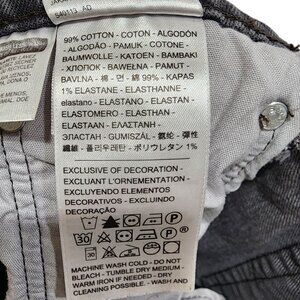 640113 AD
99% COTTON - COTON - ALGODÓN
ALGODÃO - PAMUK - COTONE -
BAUMWOLLE - KATOEN - BAMBAKI
- ХЛОПОК - BAWEŁNA - PAMUT -
BAVLNA - 棉 - 면 - 綿 99% - KAPAS
1% ELASTANE - ELASTHANNE -
elastano - ELASTANO - ELASTAN -
ELASTOMERO - ELASTHAN -
ELASTAAN - ΕΛΑΣΤΑΝΗ -
ЭЛАСТАН - GUMISZÁL - 氨纶 - 彈性
纖維 - 폴리우레탄 - ポリウレタン 1%
EXCLUSIVE OF DECORATION -
EXCLUANT L'ORNEMENTATION -
EXCLUYENDO ELEMENTOS
DECORATIVOS - EXCLUINDO
DECORAÇÃO
30
MACHINE WASH COLD - DO NOT
BLEACH - TUMBLE DRY MEDIUM -
WARM IRON IF NEEDED - WASH AND
CLEANING POSSIBLE.